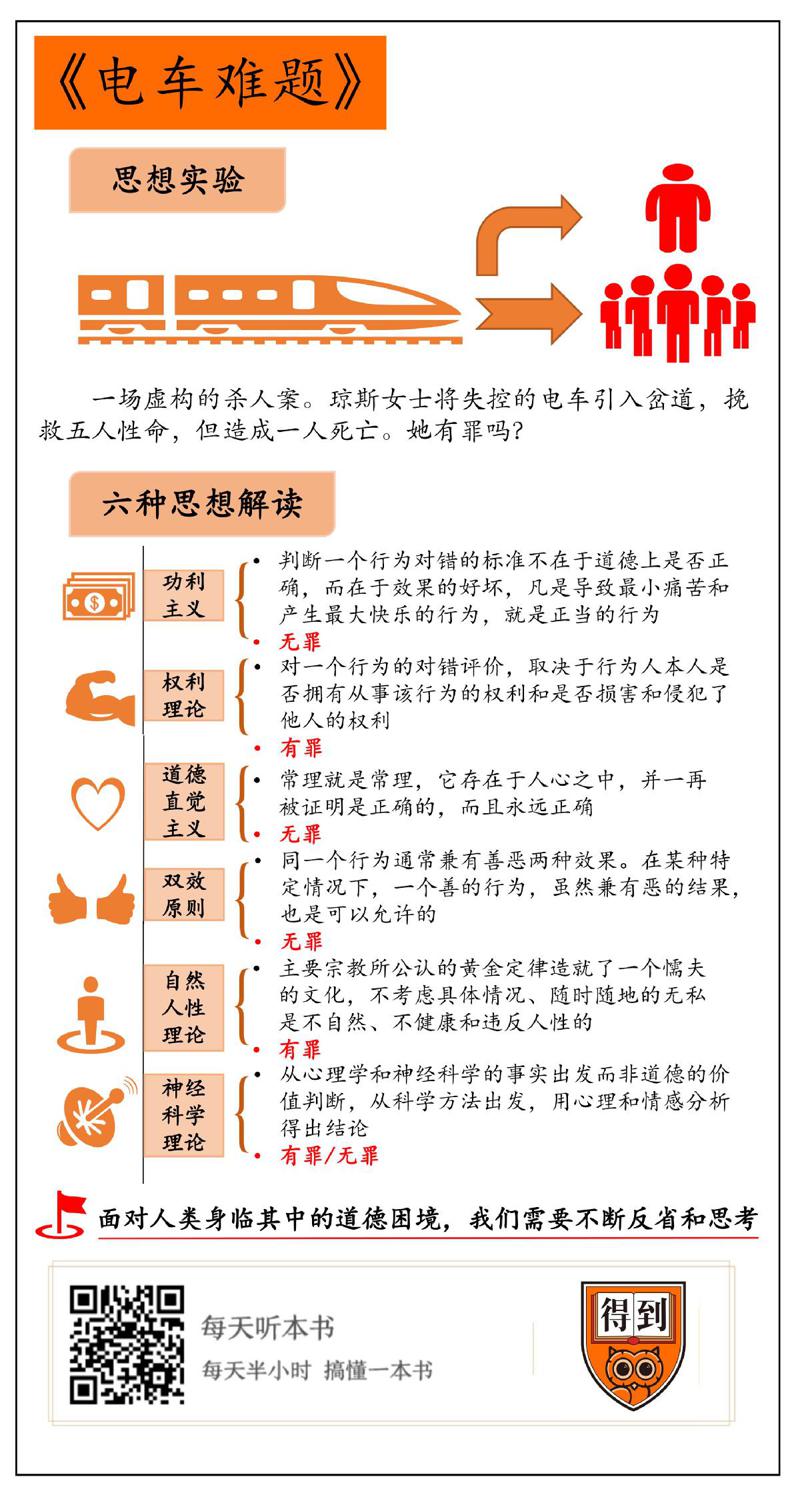 《电车难题》
思想实验
一场虚构的杀人案。琼斯女士将失控的电车引入岔道，挽
救五人性命，但造成一人死亡。她有罪吗？
六种思想解读
功利
主义
• 判断一个行为对错的标准不在于道德上是否正
确，而在于效果的好坏，凡是导致最小痛苦和
产生最大快乐的行为，就是正当的行为
• 无罪
权利
理论
• 对一个行为的对错评价，取决于行为人本人是
否拥有从事该行为的权利和是否损害和侵犯了
他人的权利
• 有罪
道德
直觉
主义
• 常理就是常理，它存在于人心之中，并一再
被证明是正确的，而且永远正确
• 无罪
双效
原则
• 同一个行为通常兼有善恶两种效果。在某种特
定情况下，一个善的行为，虽然兼有恶的结果，
也是可以允许的
• 无罪
自然
人性
理论
• 主要宗教所公认的黄金定律造就了一个懦夫
的文化，不考虑具体情况、随时随地的无私
是不自然、不健康和违反人性的
• 有罪
神经
科学
理论
• 从心理学和神经科学的事实出发而非道德的价
值判断，从科学方法出发，用心理和情感分析
得出结论
• 有罪/无罪
面对人类身临其中的道德困境，我们需要不断反省和思考
每天听本书
每天半小时 搞懂一本书
得到